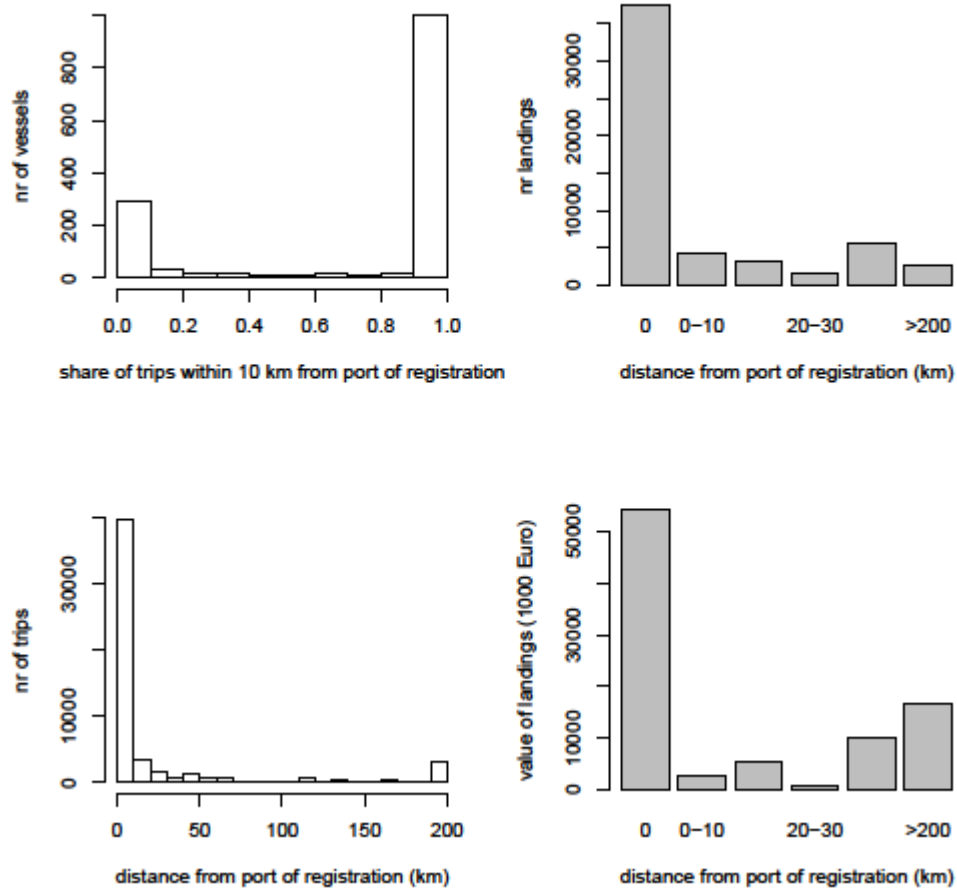 nr of vessels
0 200 400 600 800
0.0 0.2 0.4 0.6 0.8 1.0
share of trips within 10 km from port of registration
nr landings
0 10000 20000 30000
0 0−10 20−30 >200
distance from port of registration (km)
nr of trips
0 10000 30000
0 50 100 150 200
distance from port of registration (km)
value of landings (1000 Euro)
0 10000 30000 50000
0 0−10 20−30 >200
distance from port of registration (km)